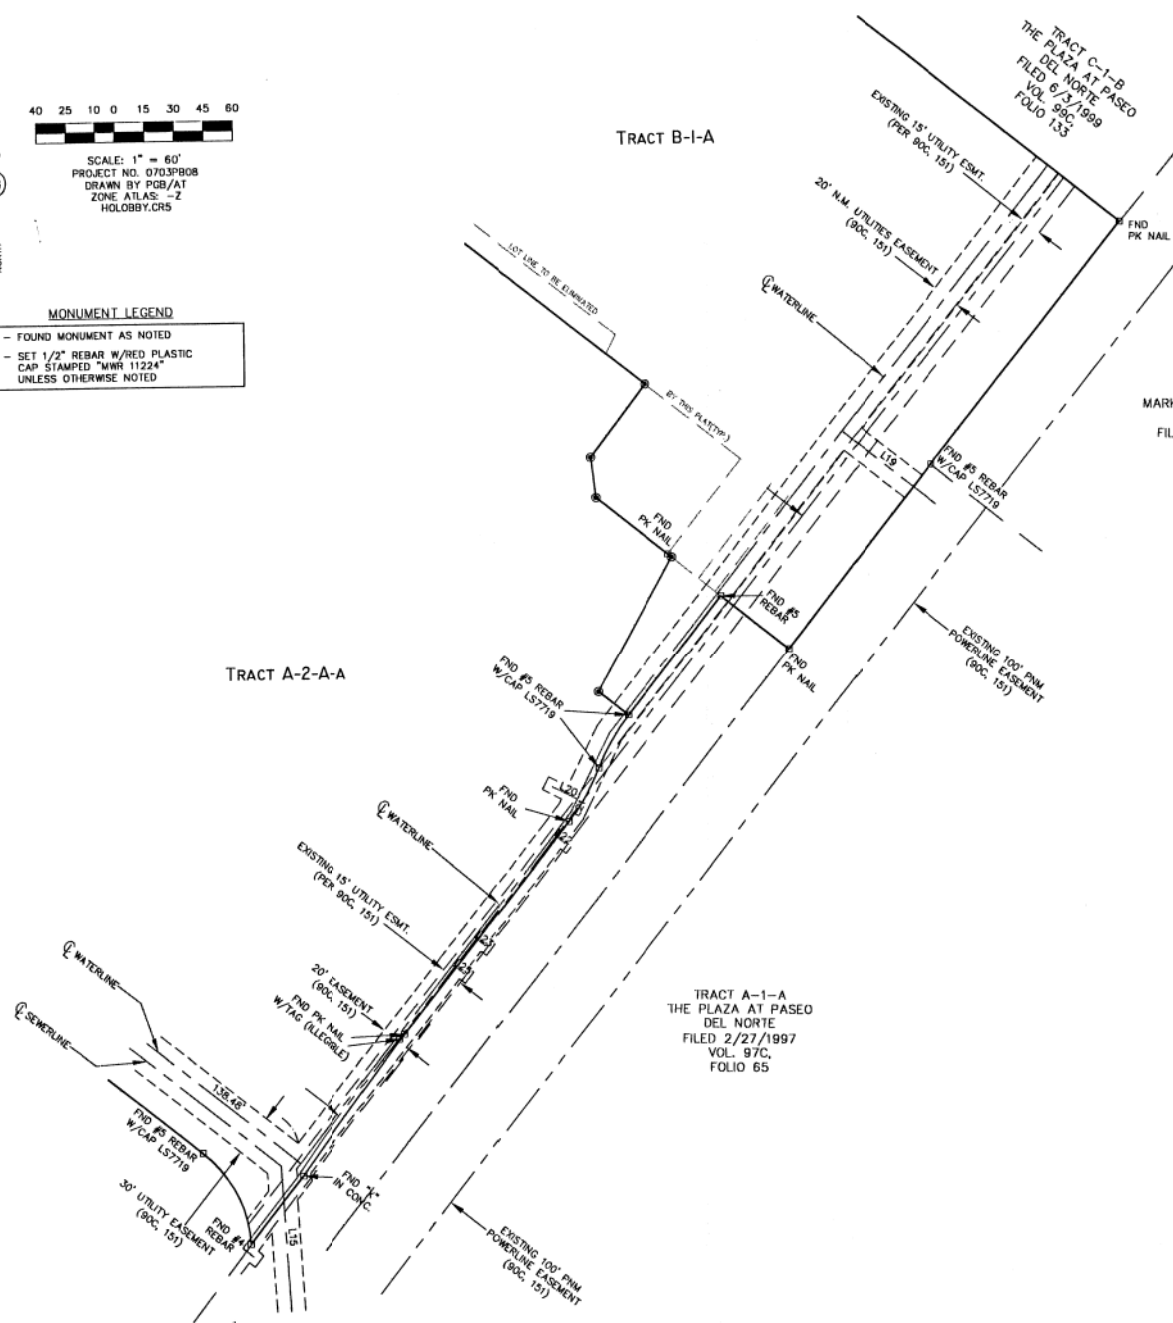 40 25 10 0 15 30 45 60
SCALE: 1" = 60'
PROJECT NO. 0703PB08
DRAWN BY PGB/AT
ZONE ATLAS: -Z
HOLOBBY.CR5
MONUMENT LEGEND
- FOUND MONUMENT AS NOTED
- SET 1/2" REBAR W/RED PLASTIC
CAP STAMPED "MWR 11224"
UNLESS OTHERWISE NOTED
TRACT B-1-A
TRACT C-1-B
THE PLAZA AT PASEO
DEL NORTE
FILED 6/3/1999
VOL. 99C,
FOLIO 133
EXISTING 15' UTILITY ESMT.
(PER 90C, 151)
20' N.M. UTILITIES EASEMENT
(90C, 151)
℄ WATERLINE
FND
PK NAIL
LOT LINE TO BE ELIMINATED
BY THIS PLAT(TYP.)
MARK
FIL
L19
FND #5 REBAR
W/CAP LS7719
FND
PK NAIL
FND #5
REBAR
FND
PK NAIL
EXISTING 100' PNM
POWERLINE EASEMENT
(90C, 151)
TRACT A-2-A-A
FND #5 REBAR
W/CAP LS7719
L20
FND
PK NAIL
℄ WATERLINE
EXISTING 15' UTILITY ESMT.
(PER 90C, 151)
20' EASEMENT
(90C, 151)
FND PK NAIL
W/TAG (ILLEGIBLE)
℄ WATERLINE
℄ SEWERLINE
138.48'
FND #5 REBAR
W/CAP LS7719
30' UTILITY EASEMENT
(90C, 151)
FND #4
REBAR
L15
FND "X"
IN CONC.
TRACT A-1-A
THE PLAZA AT PASEO
DEL NORTE
FILED 2/27/1997
VOL. 97C,
FOLIO 65
EXISTING 100' PNM
POWERLINE EASEMENT
(90C, 151)